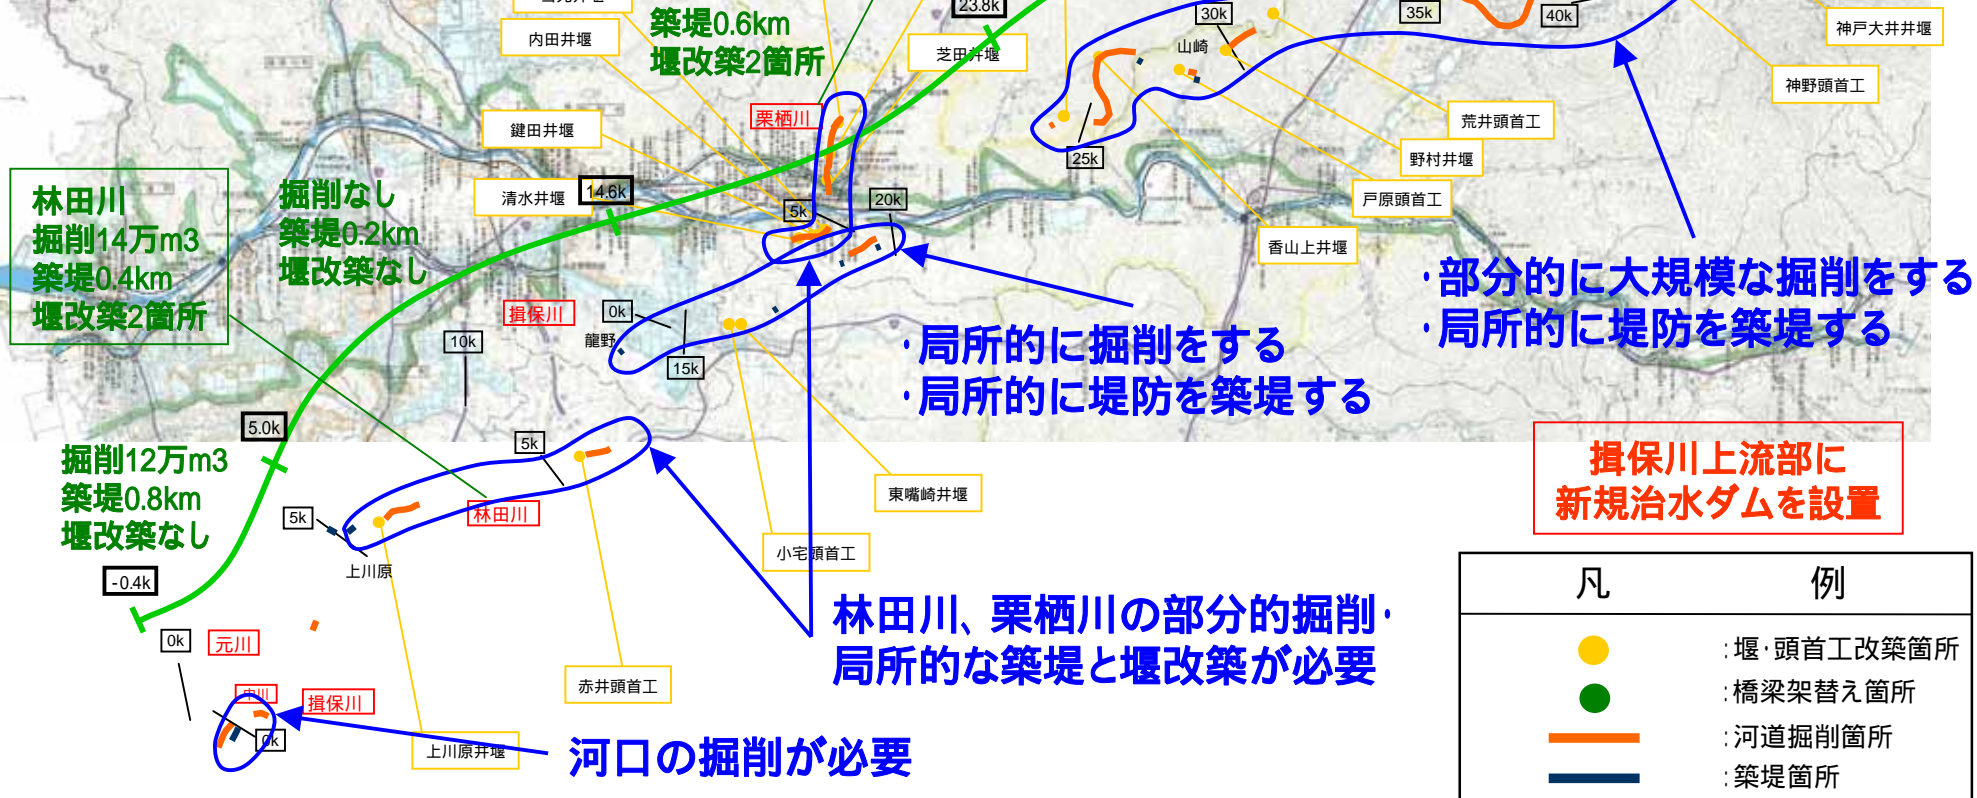 築堤0.6km
堰改築2箇所
内田井堰
芝田井堰
23.8k
30k
山崎
35k
40k
神戸大井井堰
神野頭首工
鍵田井堰
栗栖川
荒井頭首工
野村井堰
25k
戸原頭首工
清水井堰
14.6k
5k
20k
香山上井堰
林田川
掘削14万m3
築堤0.4km
堰改築2箇所
掘削なし
築堤0.2km
堰改築なし
揖保川
0k
龍野
15k
10k
・部分的に大規模な掘削をする
・局所的に堤防を築堤する
・局所的に掘削をする
・局所的に堤防を築堤する
5.0k
掘削12万m3
築堤0.8km
堰改築なし
5k
5k
林田川
上川原
東嘴崎井堰
小宅頭首工
揖保川上流部に
新規治水ダムを設置
-0.4k
0k
元川
中川
揖保川
0k
赤井頭首工
上川原井堰
林田川、栗栖川の部分的掘削・
局所的な築堤と堰改築が必要
河口の掘削が必要
凡 例
:堰・頭首工改築箇所
:橋梁架替え箇所
:河道掘削箇所
:築堤箇所